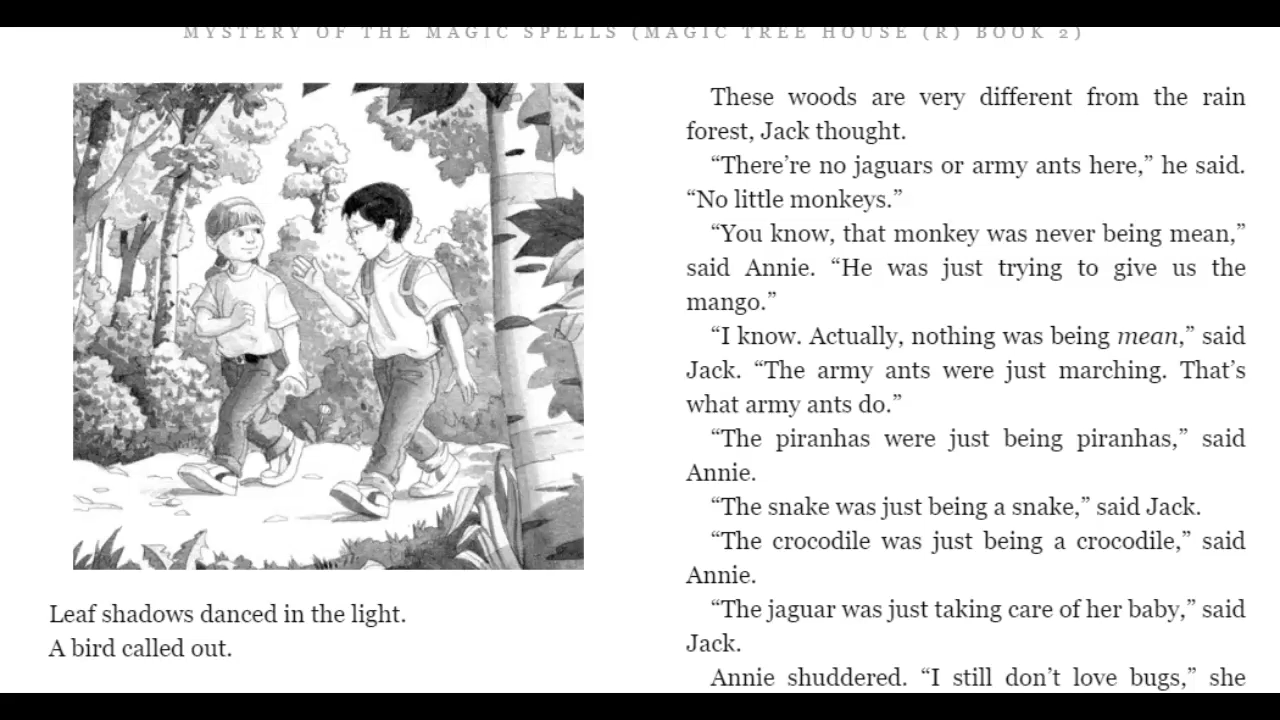 MYSTERY OF THE MAGIC SPELLS (MAGIC TREE HOUSE (R) BOOK 2)
Leaf shadows danced in the light.
A bird called out.
These woods are very different from the rain
forest, Jack thought.
“There’re no jaguars or army ants here,” he said.
“No little monkeys.”
“You know, that monkey was never being mean,”
said Annie. “He was just trying to give us the
mango.”
“I know. Actually, nothing was being mean,” said
Jack. “The army ants were just marching. That’s
what army ants do.”
“The piranhas were just being piranhas,” said
Annie.
“The snake was just being a snake,” said Jack.
“The crocodile was just being a crocodile,” said
Annie.
“The jaguar was just taking care of her baby,” said
Jack.
Annie shuddered. “I still don’t love bugs,” she